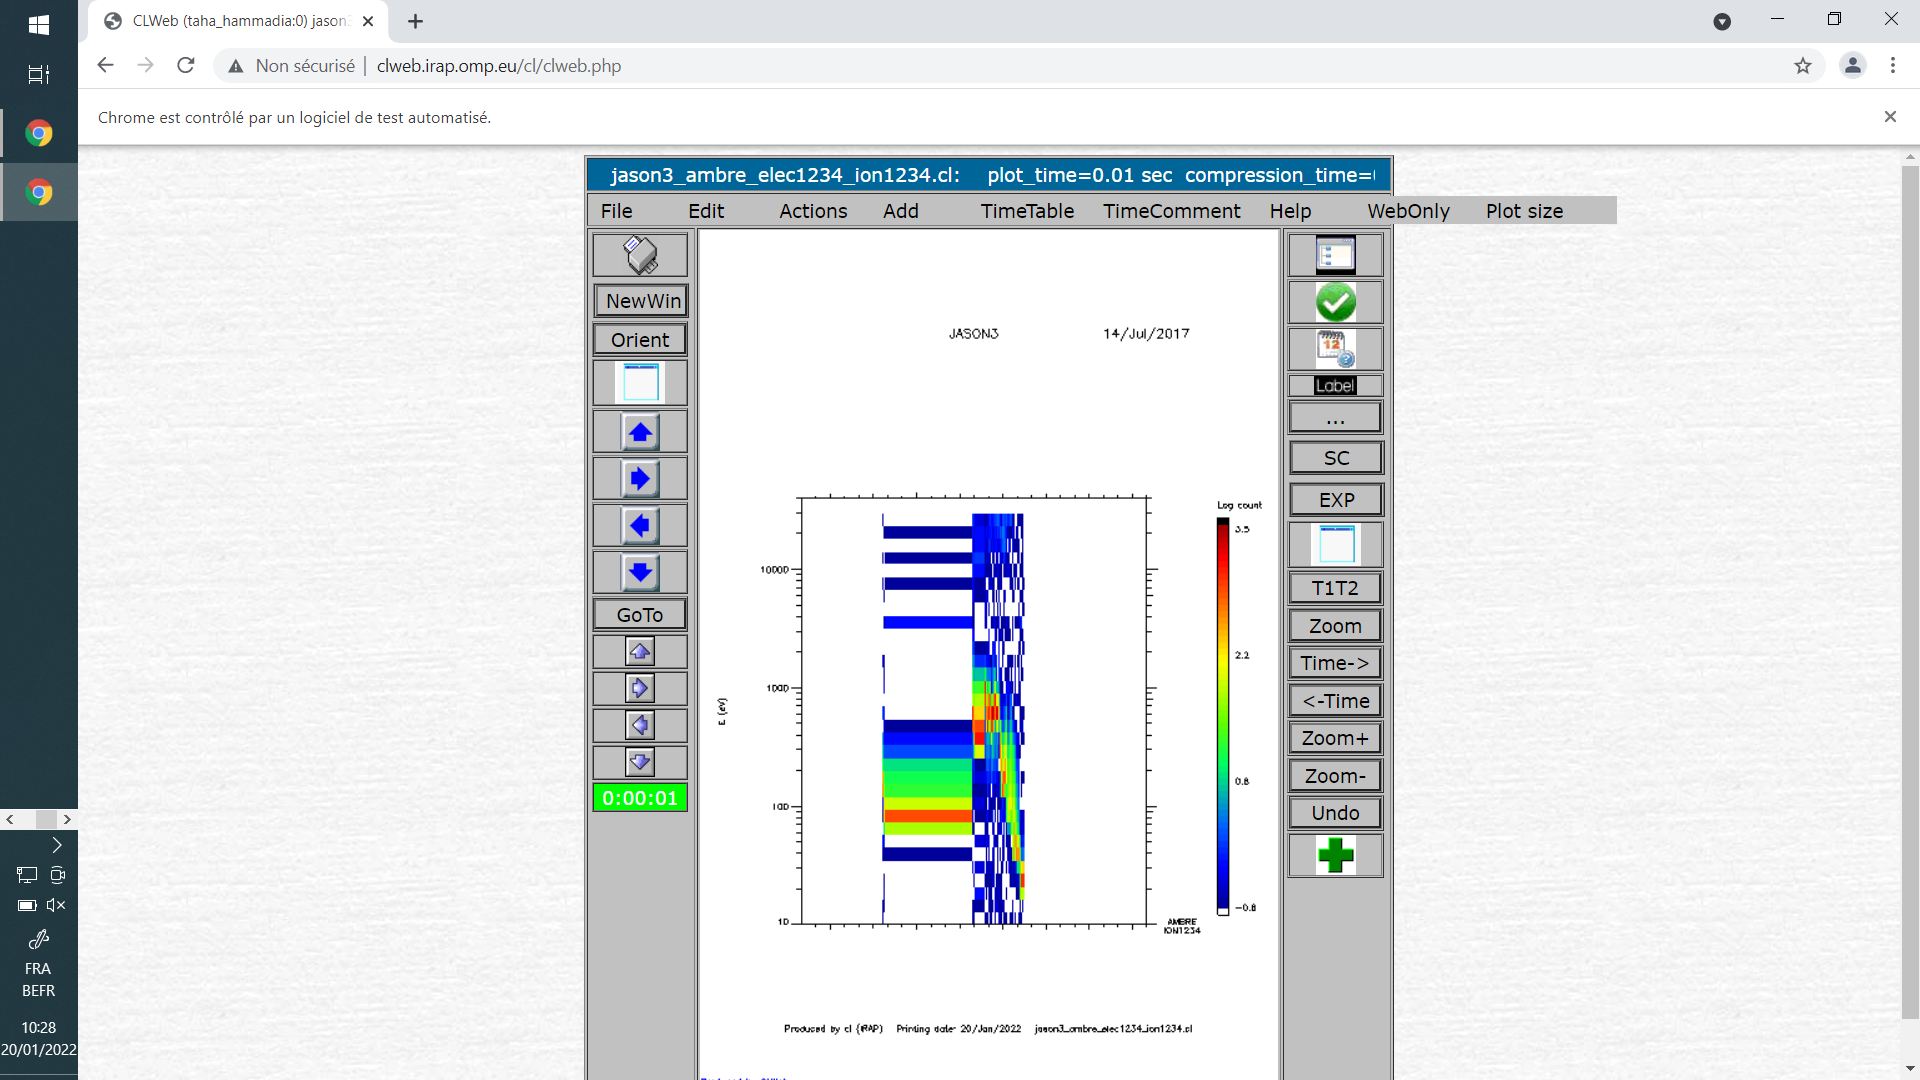 CLWeb (taha_hammadia:0) jason
Non sécurisé | clweb.irap.omp.eu/cl/clweb.php
Chrome est contrôlé par un logiciel de test automatisé.
jason3_ambre_elec1234_ion1234.cl: plot_time=0.01 sec compression_time=
File Edit Actions Add TimeTable TimeComment Help WebOnly Plot size
NewWin
Orient
GoTo
0:00:01
JASON3 14/Jul/2017
Log count
3.5
2.2
0.8
-0.8
10000
1000
100
10
E (eV)
AMBRE
ION1234
Produced by cl (IRAP) Printing date: 20/Jan/2022 jason3_ambre_elec1234_ion1234.cl
12
Label
...
SC
EXP
T1T2
Zoom
Time->
<-Time
Zoom+
Zoom-
Undo
FRA
BEFR
10:28
20/01/2022